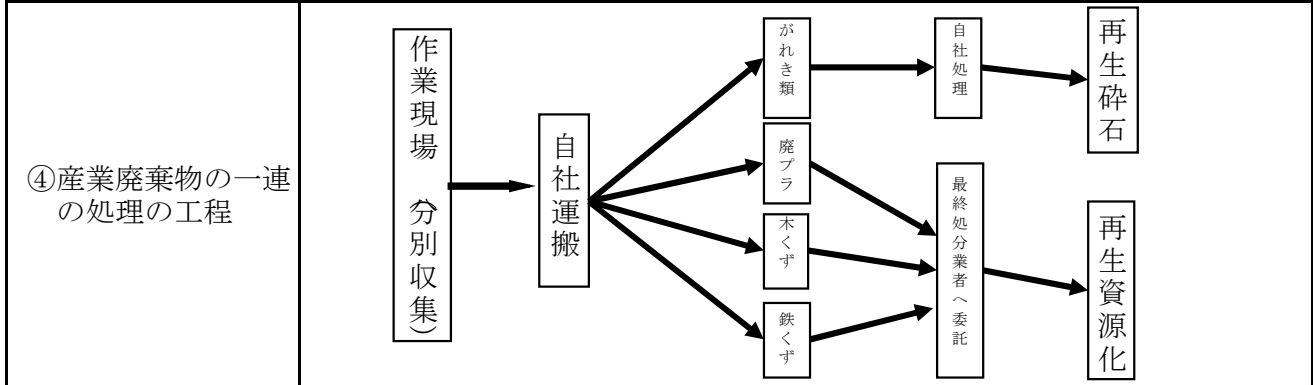 ④産業廃棄物の一連
の処理の工程
作業現場（分別収集）
自社運搬
がれき類
廃プラ
木くず
鉄くず
自社処理
最終処分業者へ委託
再生砕石
再生資源化